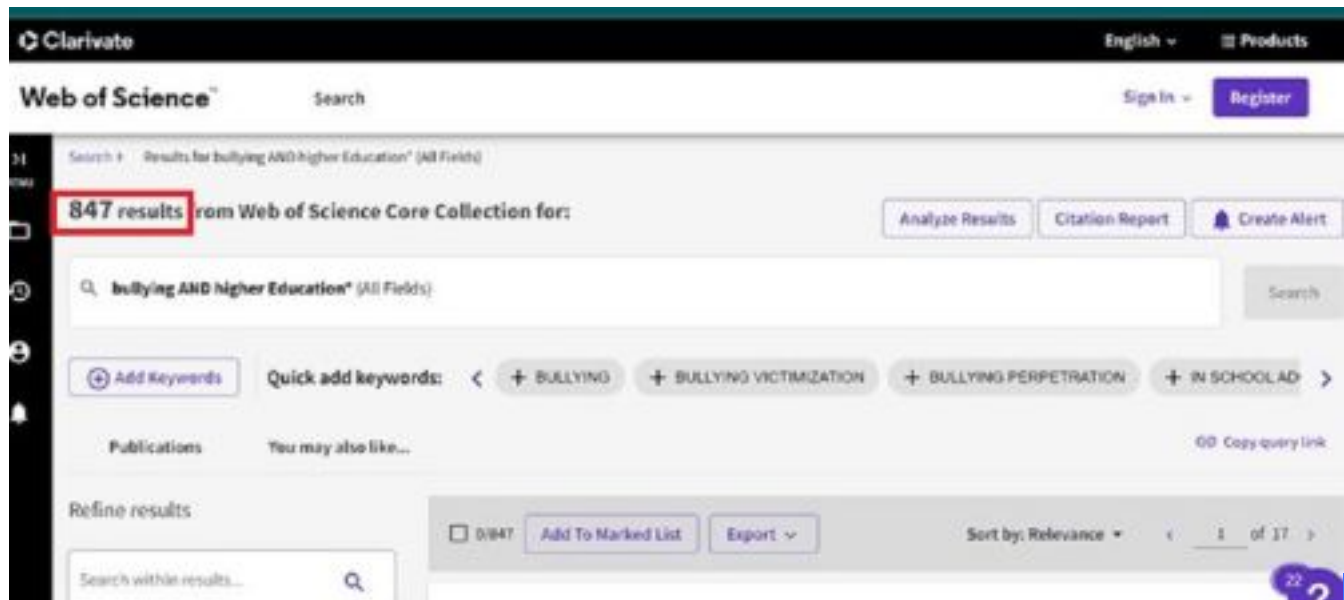 Clarivate English Products
Web of Science™ Search Sign In Register
MENU
Search > Results for bullying AND higher Education* (All Fields)
847 results from Web of Science Core Collection for:
Analyze Results Citation Report Create Alert
bullying AND higher Education* (All Fields) Search
Add Keywords Quick add keywords: + BULLYING + BULLYING VICTIMIZATION + BULLYING PERPETRATION + IN SCHOOL AD
Publications You may also like... Copy query link
Refine results
0/847 Add To Marked List Export Sort by: Relevance 1 of 17
Search within results... 22 ?